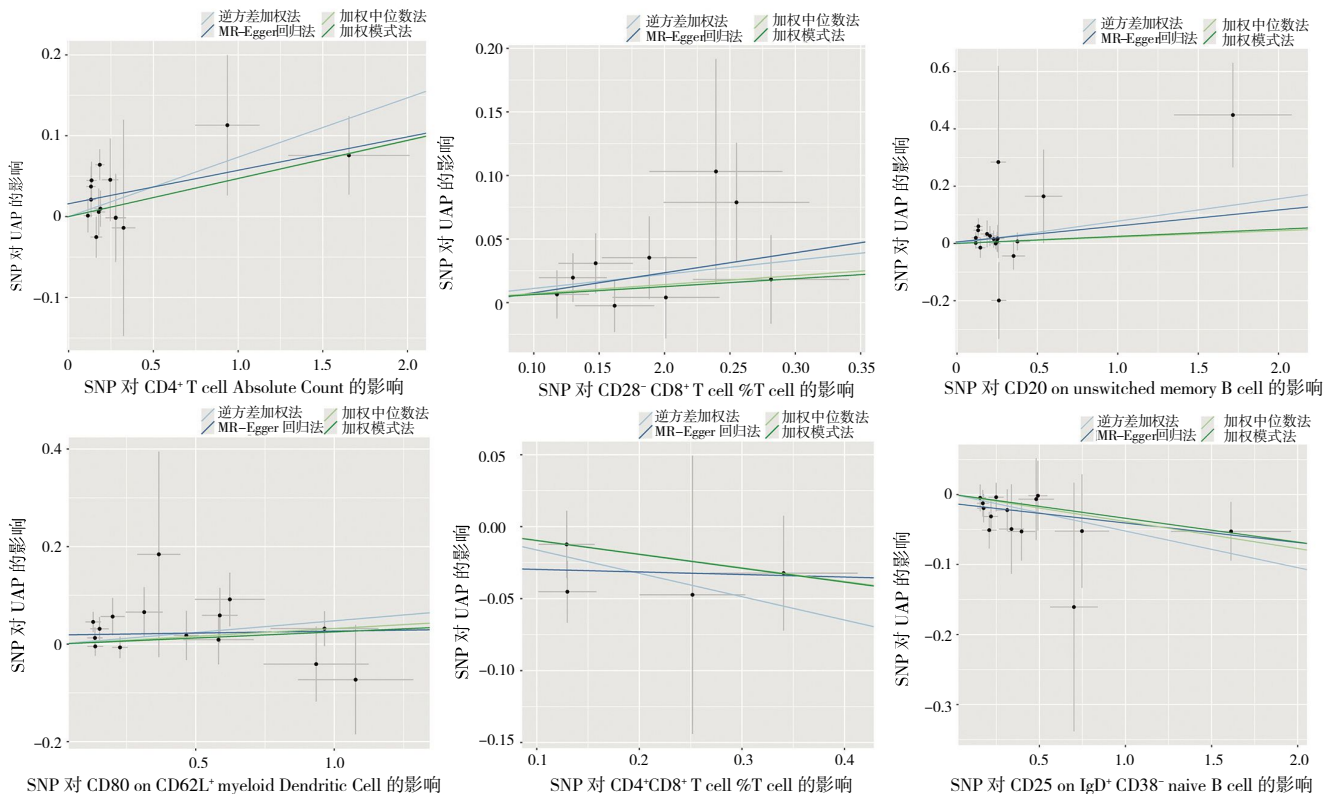 逆方差加权法 加权中位数法
MR-Egger回归法 加权模式法
SNP 对 UAP 的影响
0.2
0.1
0
−0.1
0 0.5 1.0 1.5 2.0
SNP 对 CD4⁺ T cell Absolute Count 的影响
逆方差加权法 加权中位数法
MR-Egger回归法 加权模式法
SNP 对 UAP 的影响
0.20
0.15
0.10
0.05
0
0.10 0.15 0.20 0.25 0.30 0.35
SNP 对 CD28⁻ CD8⁺ T cell %T cell 的影响
逆方差加权法 加权中位数法
MR-Egger回归法 加权模式法
SNP 对 UAP 的影响
0.6
0.4
0.2
0
−0.2
0 0.5 1.0 2.0
SNP 对 CD20 on unswitched memory B cell 的影响
逆方差加权法 加权中位数法
MR-Egger 回归法 加权模式法
SNP 对 UAP 的影响
0.4
0.2
0
−0.2
0.5 1.0
SNP 对 CD80 on CD62L⁺ myeloid Dendritic Cell 的影响
逆方差加权法 加权中位数法
MR-Egger 回归法 加权模式法
SNP 对 UAP 的影响
0.05
0.00
−0.05
−0.10
−0.15
0.1 0.2 0.3 0.4
SNP 对 CD4⁺CD8⁺ T cell %T cell 的影响
逆方差加权法 加权中位数法
MR-Egger回归法 加权模式法
SNP 对 UAP 的影响
0
−0.1
−0.2
−0.3
0.5 1.0 1.5 2.0
SNP 对 CD25 on IgD⁺ CD38⁻ naive B cell 的影响